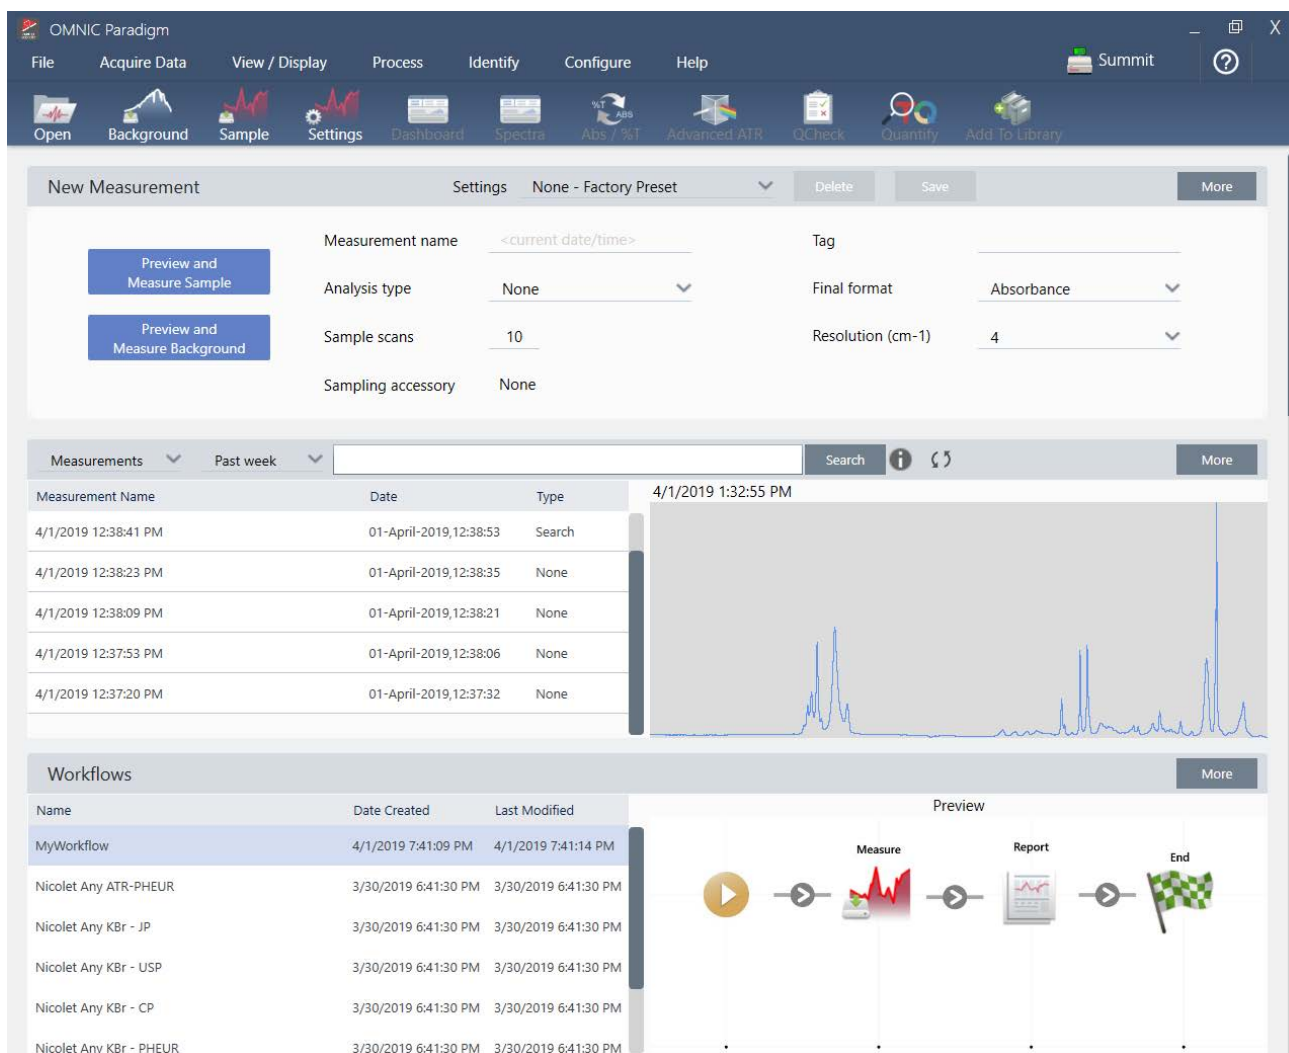 OMNIC Paradigm
File Acquire Data View / Display Process Identify Configure Help Summit
Open Background Sample Settings Dashboard Spectra Abs / %T Advanced ATR QCheck Quantify Add To Library
%T ABS
New Measurement Settings None - Factory Preset Delete Save More
Measurement name <current date/time> Tag
Preview and
Measure Sample
Analysis type None Final format Absorbance
Preview and
Measure Background
Sample scans 10 Resolution (cm-1) 4
Sampling accessory None
Measurements Past week Search More
Measurement Name Date Type 4/1/2019 1:32:55 PM
4/1/2019 12:38:41 PM 01-April-2019,12:38:53 Search
4/1/2019 12:38:23 PM 01-April-2019,12:38:35 None
4/1/2019 12:38:09 PM 01-April-2019,12:38:21 None
4/1/2019 12:37:53 PM 01-April-2019,12:38:06 None
4/1/2019 12:37:20 PM 01-April-2019,12:37:32 None
Workflows More
Name Date Created Last Modified Preview
MyWorkflow 4/1/2019 7:41:09 PM 4/1/2019 7:41:14 PM
Nicolet Any ATR-PHEUR 3/30/2019 6:41:30 PM 3/30/2019 6:41:30 PM
Nicolet Any KBr - JP 3/30/2019 6:41:30 PM 3/30/2019 6:41:30 PM
Nicolet Any KBr - USP 3/30/2019 6:41:30 PM 3/30/2019 6:41:30 PM
Nicolet Any KBr - CP 3/30/2019 6:41:30 PM 3/30/2019 6:41:30 PM
Nicolet Any KBr - PHEUR 3/30/2019 6:41:30 PM 3/30/2019 6:41:30 PM
Measure Report End